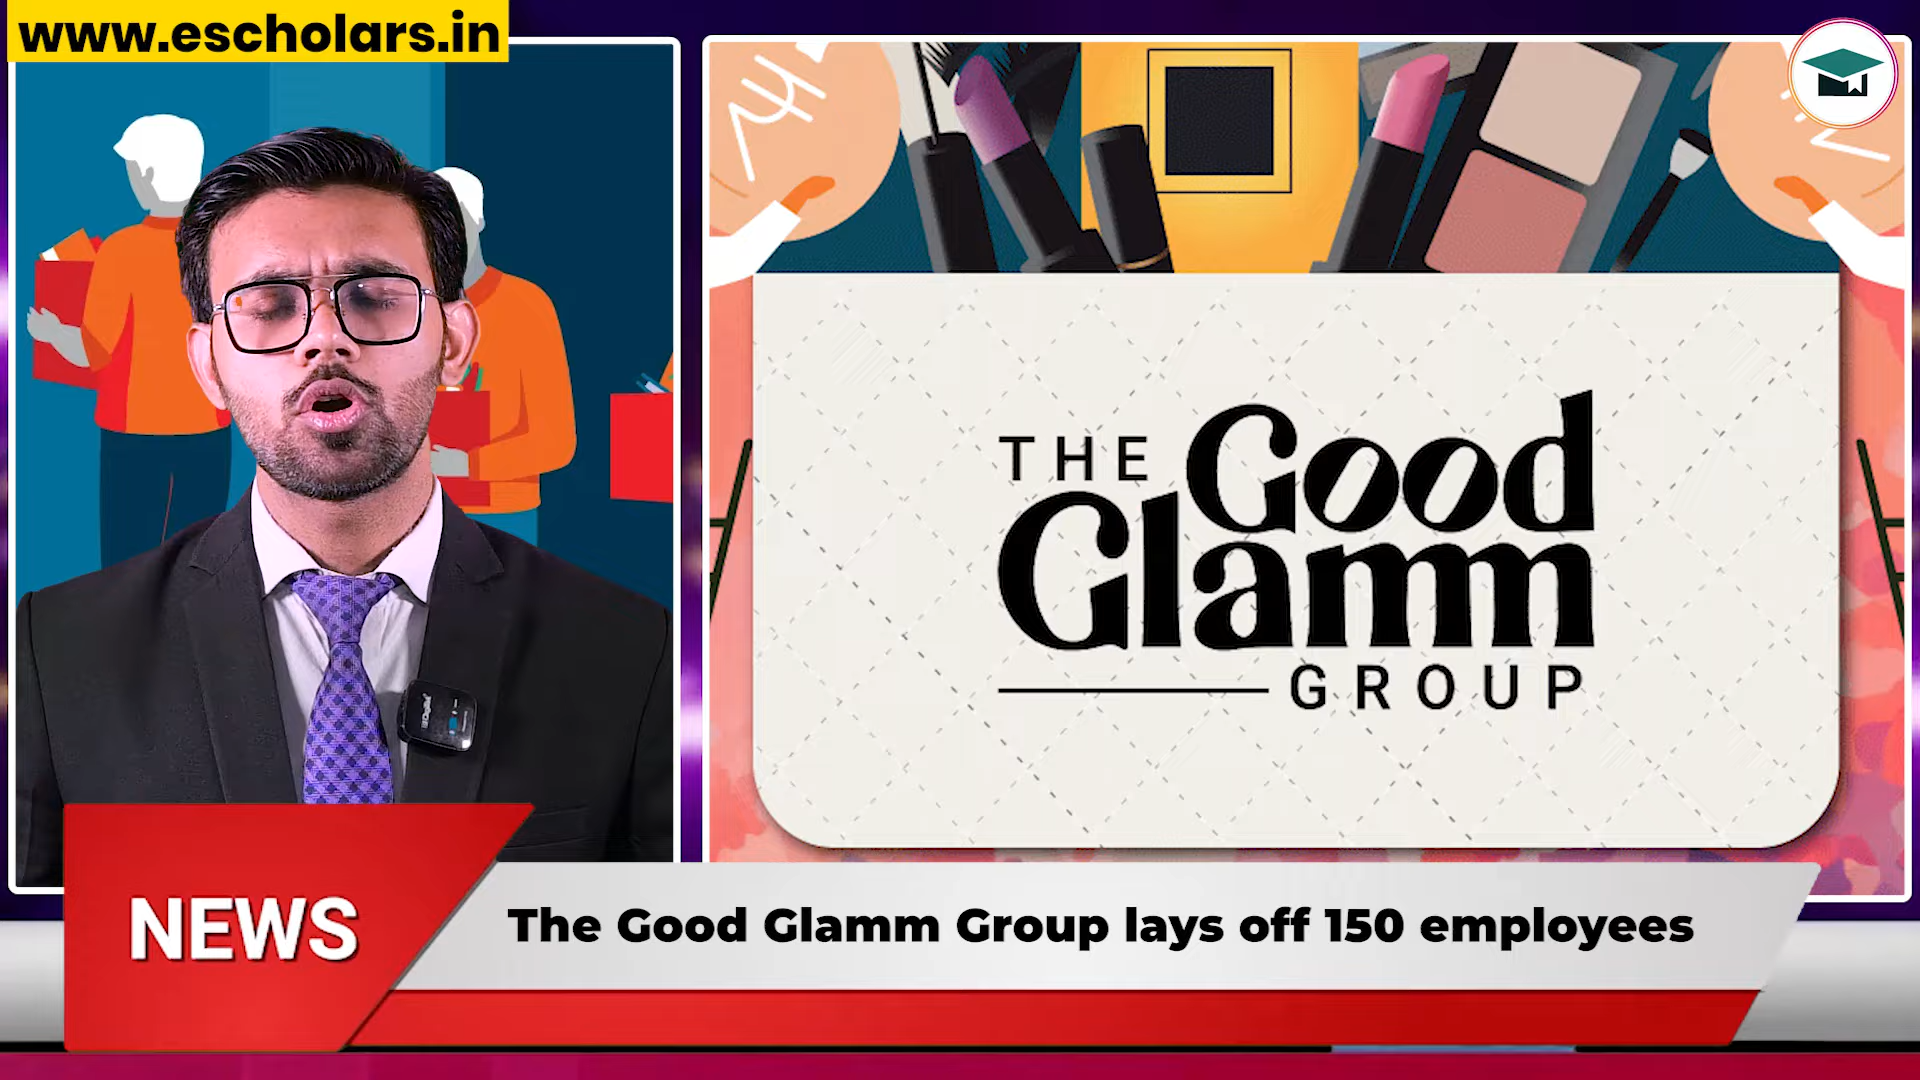 www.escholars.in
THE Good
Glamm
GROUP
NEWS
The Good Glamm Group lays off 150 employees